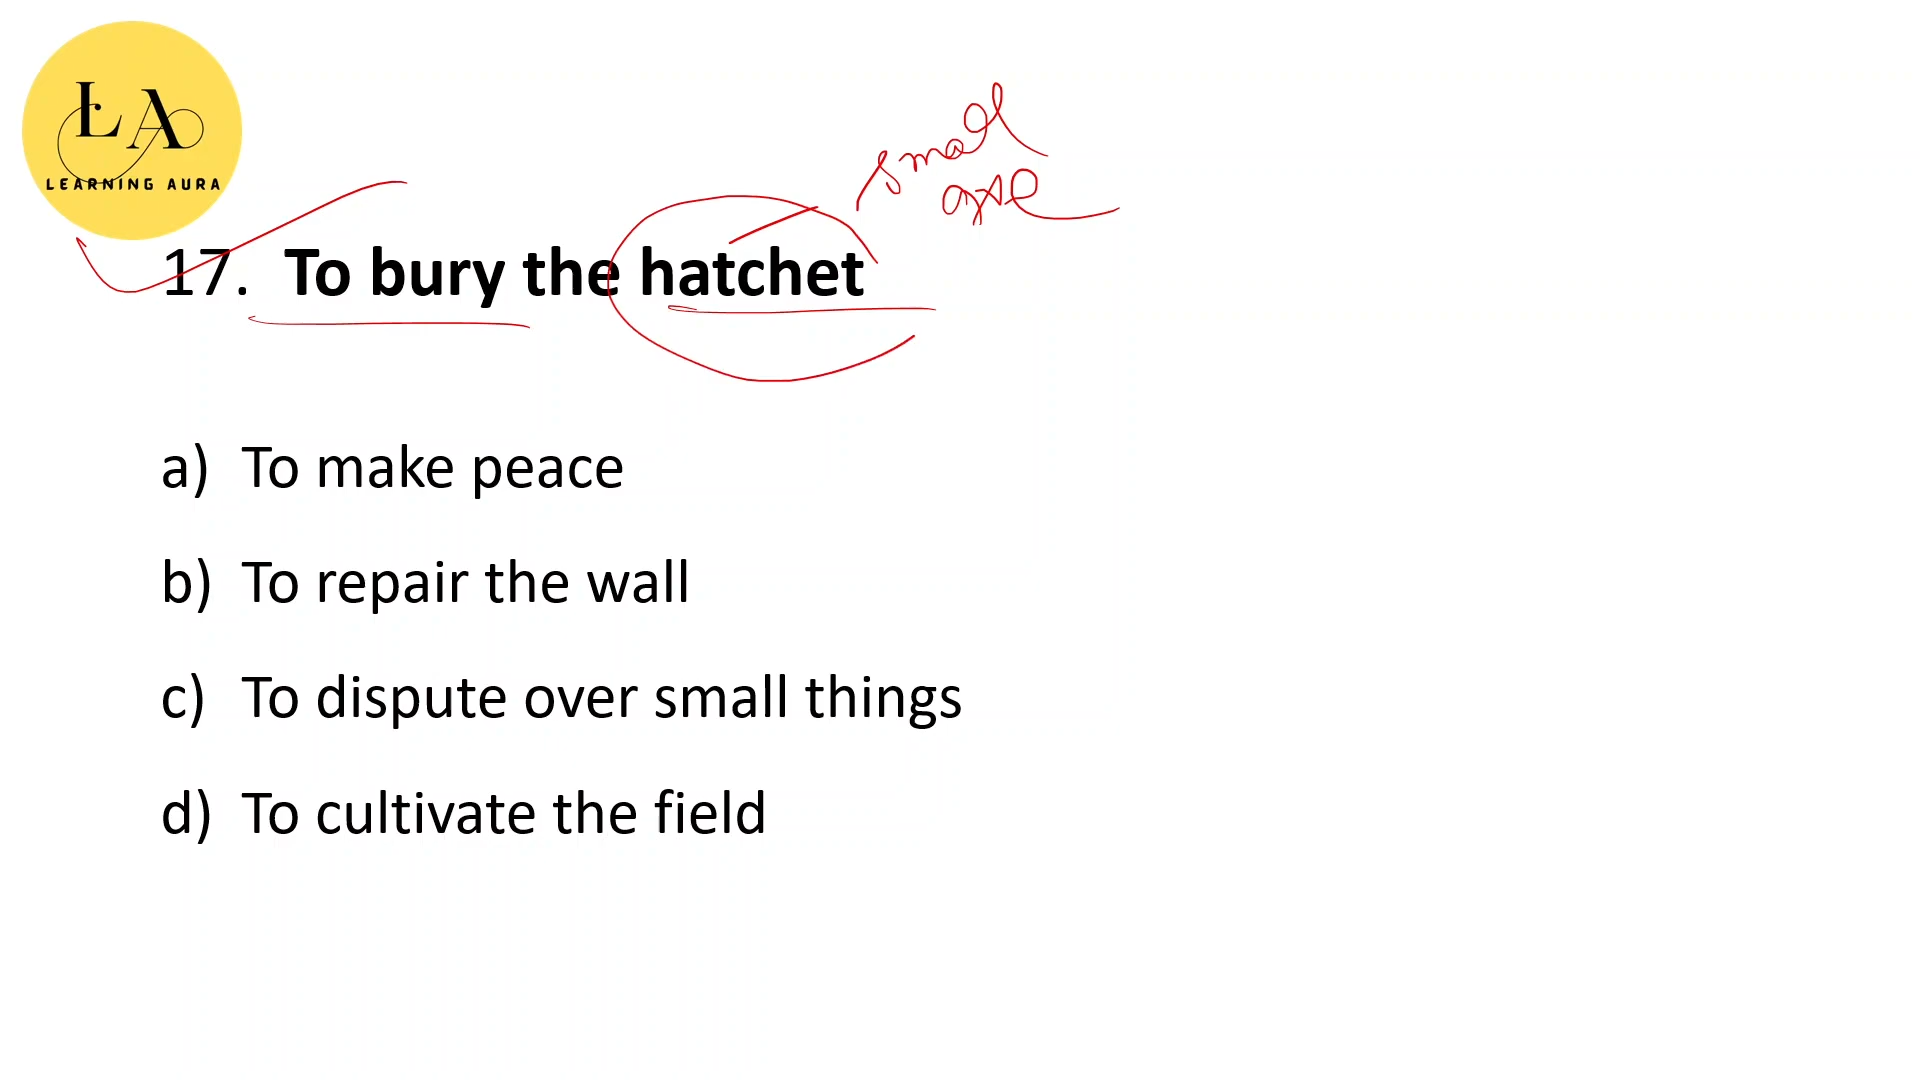 LA
LEARNING AURA
small
axe
17. To bury the hatchet
a) To make peace
b) To repair the wall
c) To dispute over small things
d) To cultivate the field